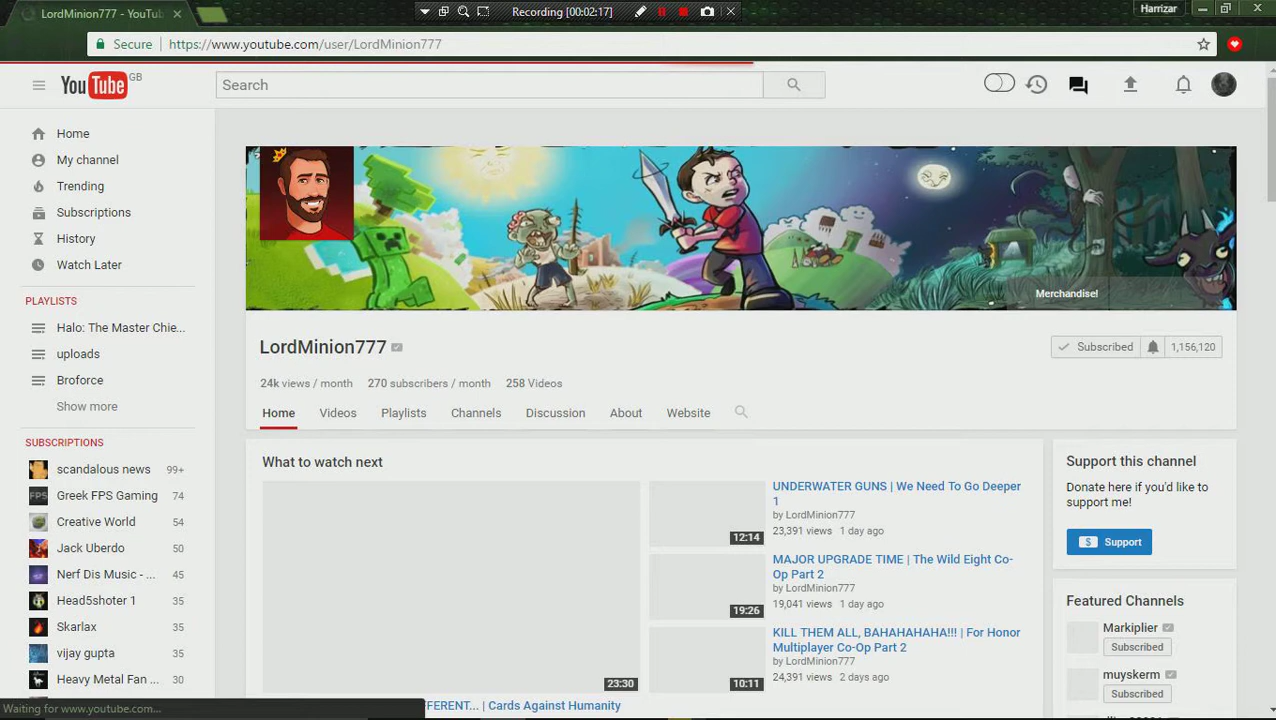 LordMinion777 - YouTub
Recording [00:02:17]
Harrizar
Secure
https://www.youtube.com/user/LordMinion777
YouTube GB
Search
Home
My channel
Trending
Subscriptions
History
Watch Later
PLAYLISTS
Halo: The Master Chie...
uploads
Broforce
Show more
SUBSCRIPTIONS
scandalous news 99+
Greek FPS Gaming 74
Creative World 54
Jack Uberdo 50
Nerf Dis Music - ... 45
Head5shoter 1 35
Skarlax 35
vijay gupta 35
Heavy Metal Fan ... 30
Waiting for www.youtube.com...
Merchandise!
LordMinion777
Subscribed 1,156,120
24k views / month 270 subscribers / month 258 Videos
Home Videos Playlists Channels Discussion About Website
What to watch next
23:30
FFERENT... | Cards Against Humanity
12:14
UNDERWATER GUNS | We Need To Go Deeper
1
by LordMinion777
23,391 views 1 day ago
19:26
MAJOR UPGRADE TIME | The Wild Eight Co-
Op Part 2
by LordMinion777
19,041 views 1 day ago
10:11
KILL THEM ALL, BAHAHAHAHA!!! | For Honor
Multiplayer Co-Op Part 2
by LordMinion777
24,391 views 2 days ago
Support this channel
Donate here if you'd like to
support me!
$ Support
Featured Channels
Markiplier
Subscribed
muyskerm
Subscribed